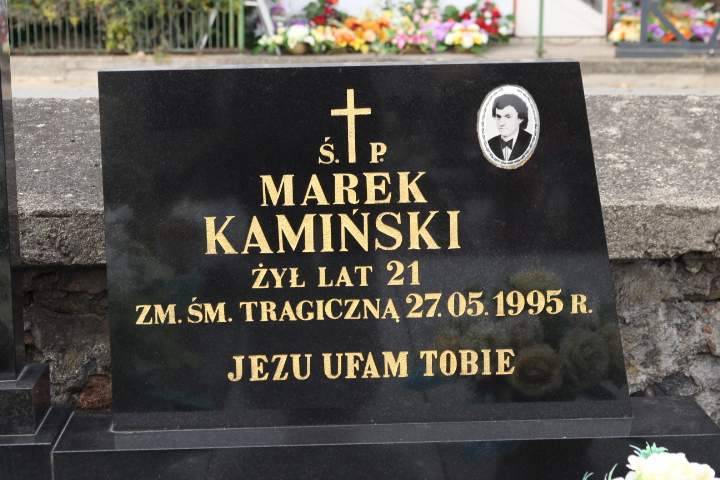 Ś. P.
MAREK
KAMIŃSKI
ŻYŁ LAT 21
ZM. ŚM. TRAGICZNĄ 27.05.1995 R.
JEZU UFAM TOBIE